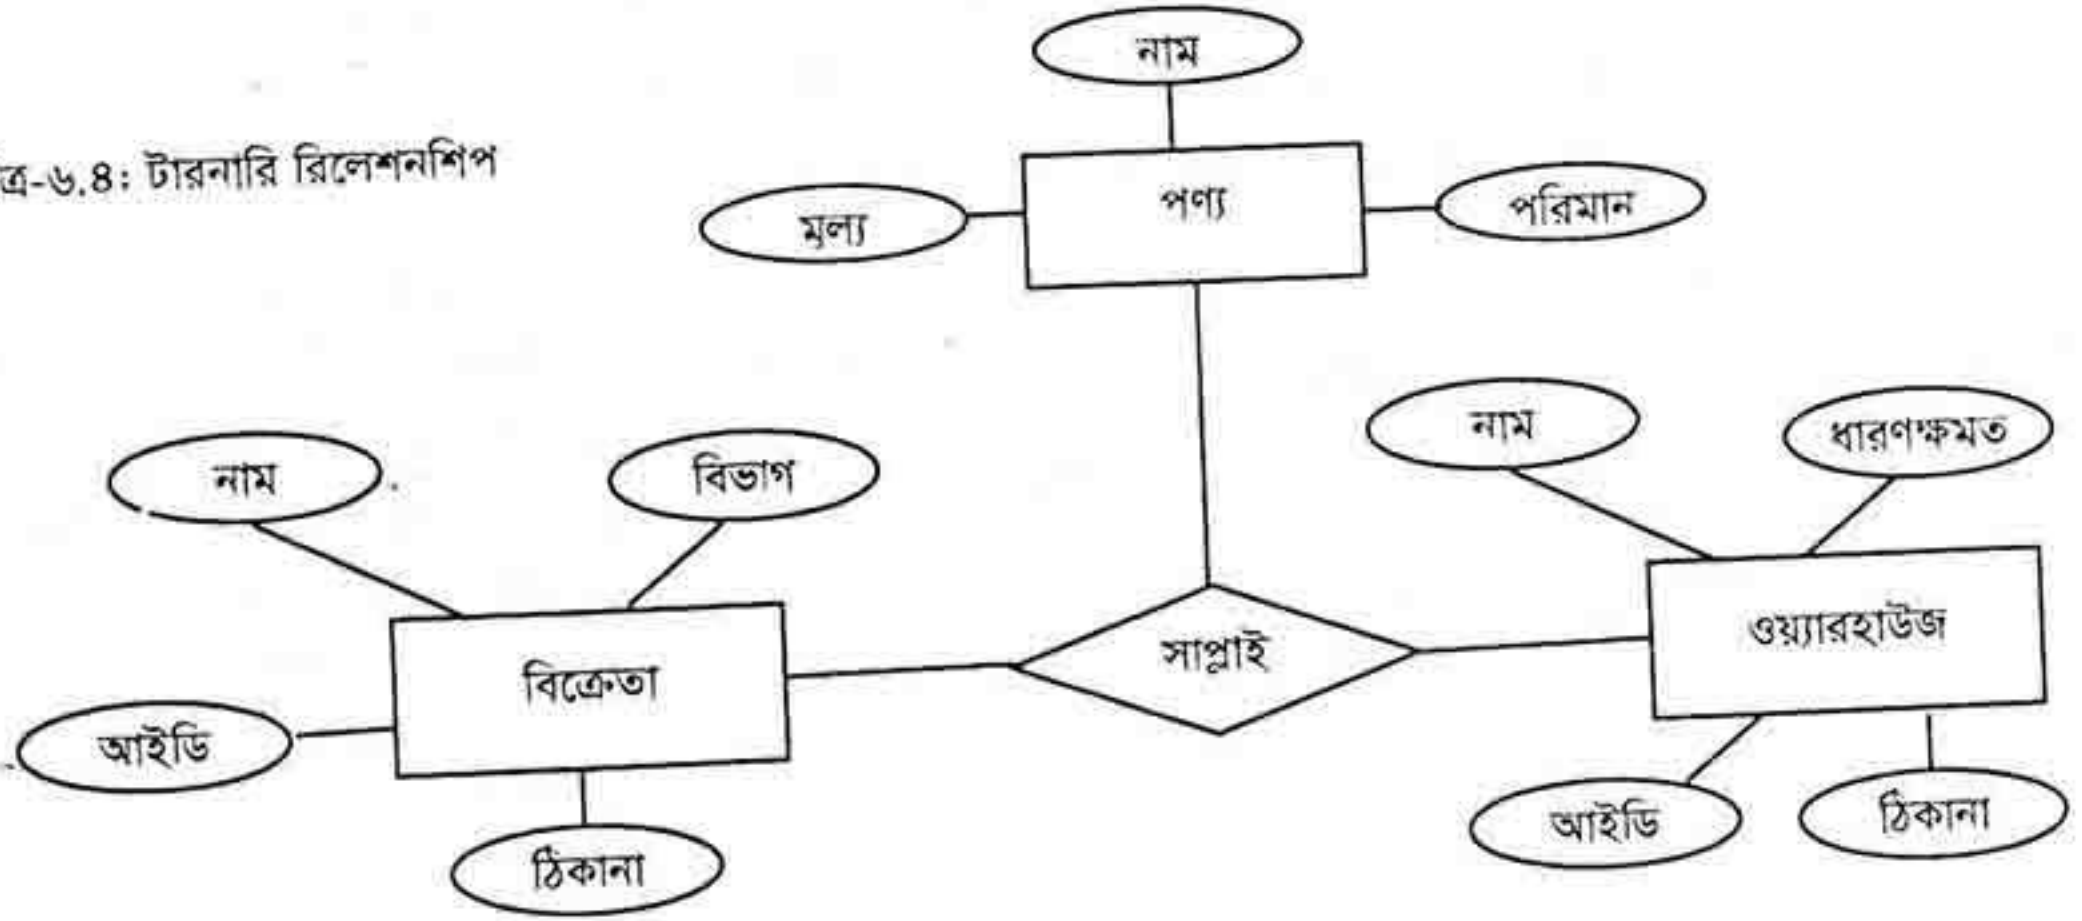 নাম
ত্র-৬.৪: টারনারি রিলেশনশিপ
পণ্য
মূল্য
পরিমান
নাম
ধারণক্ষমত
নাম
বিভাগ
ওয়্যারহাউজ
সাপ্লাই
বিক্রেতা
আইডি
আইডি
ঠিকানা
ঠিকানা